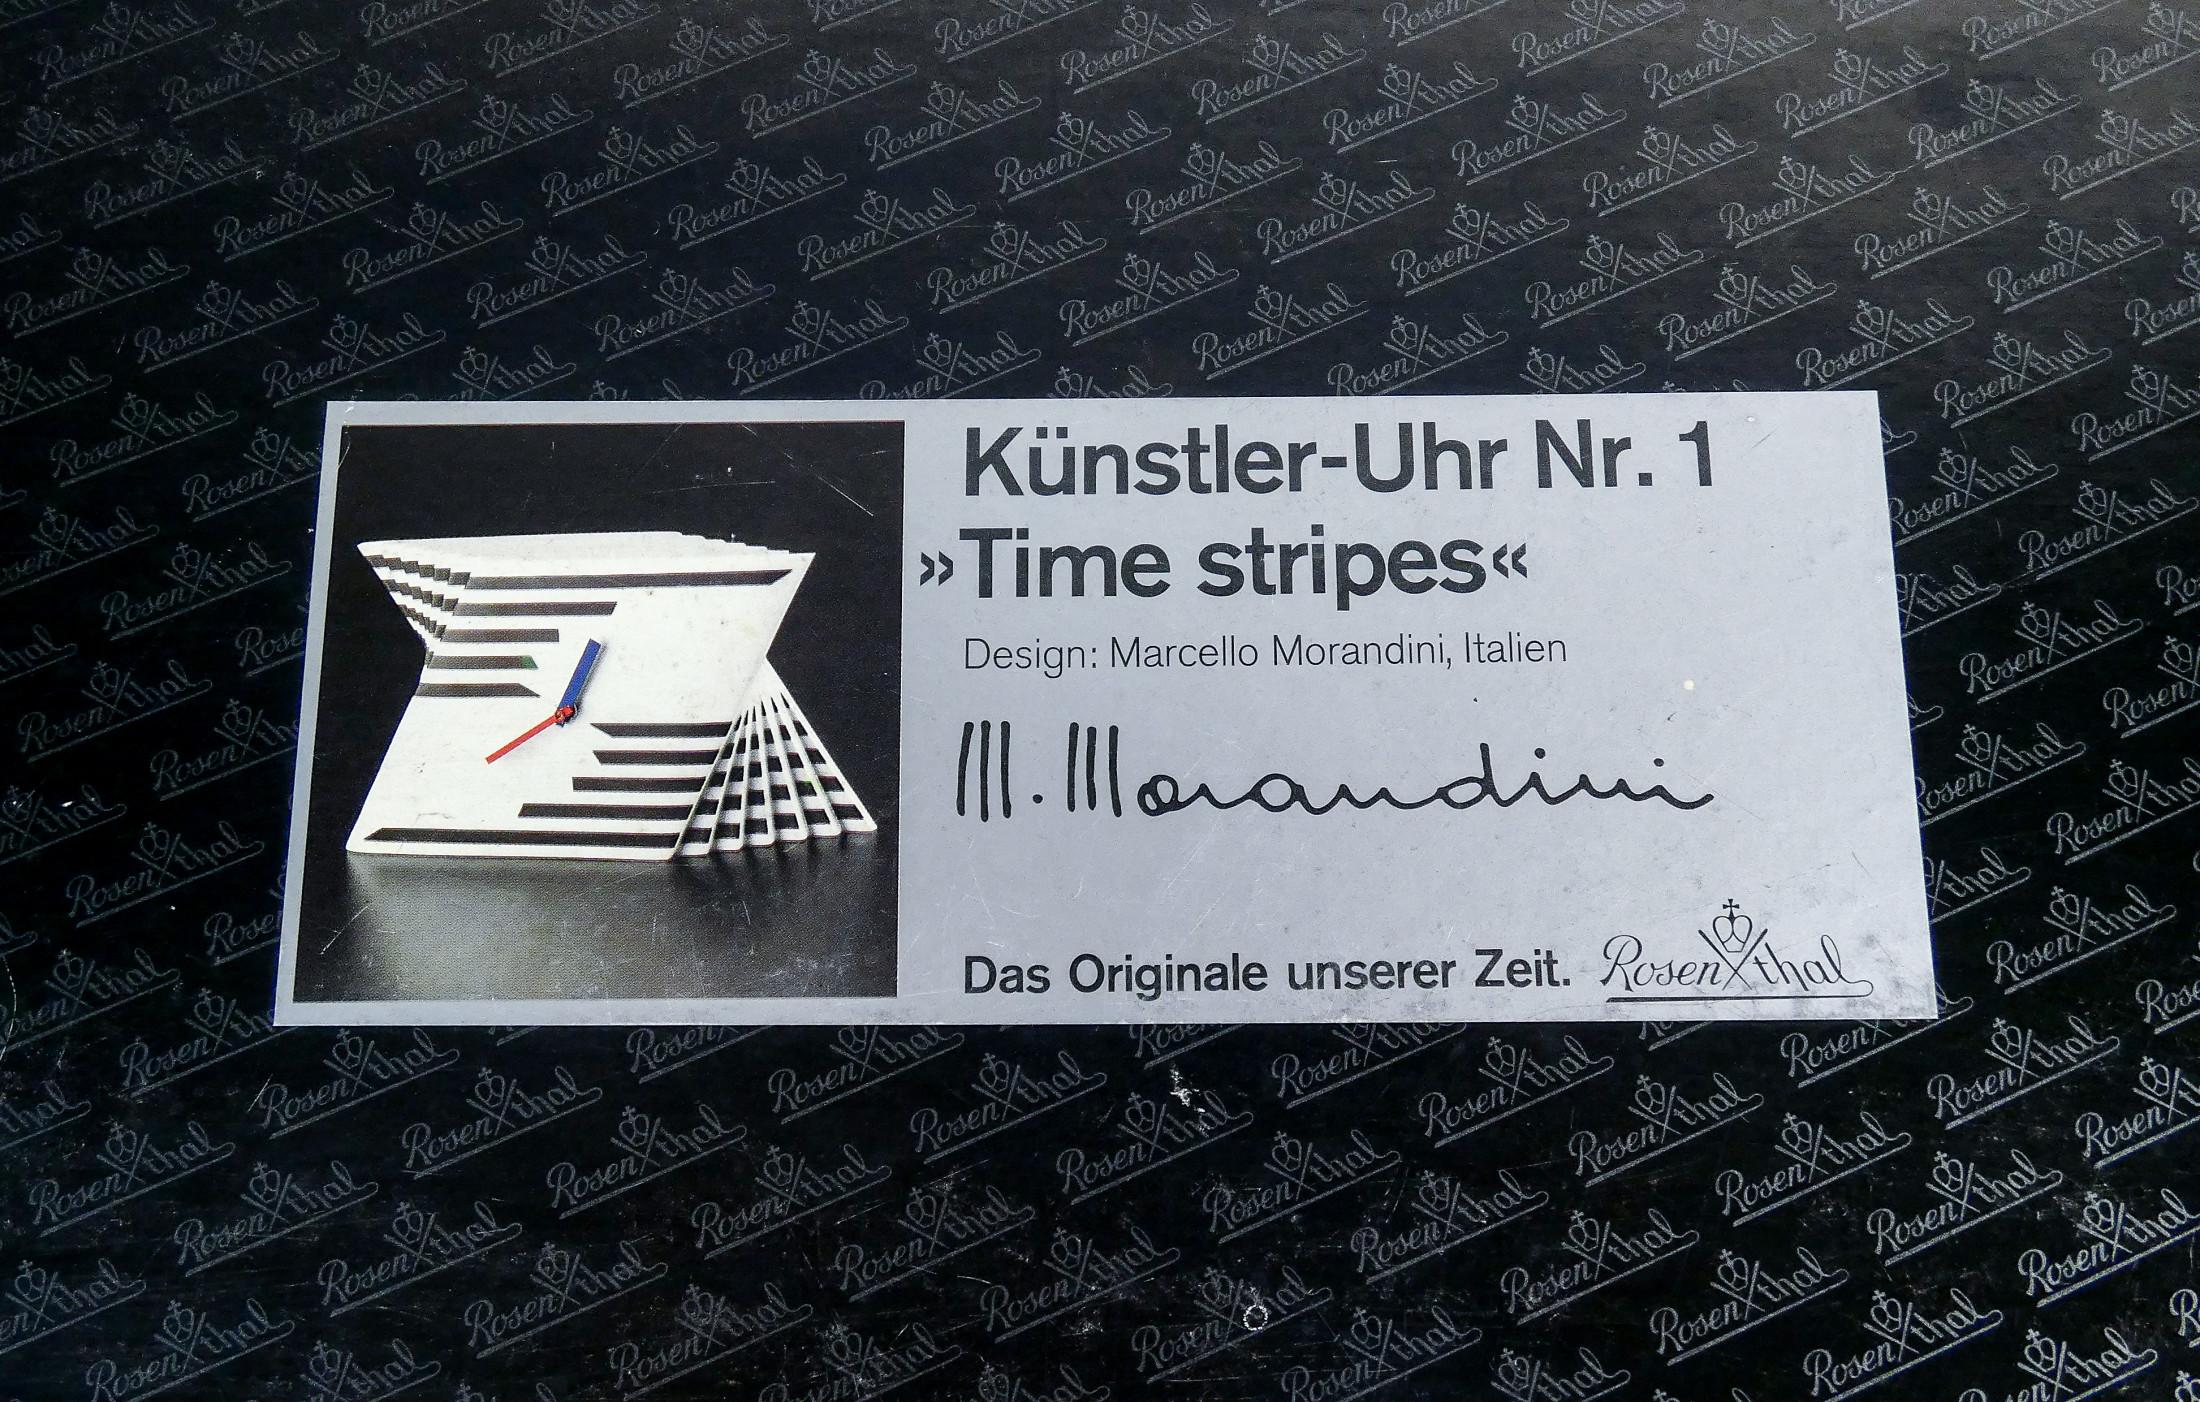 Künstler-Uhr Nr. 1
»Time stripes«
Design: Marcello Morandini, Italien
M. Morandini
Das Originale unserer Zeit. Rosenthal